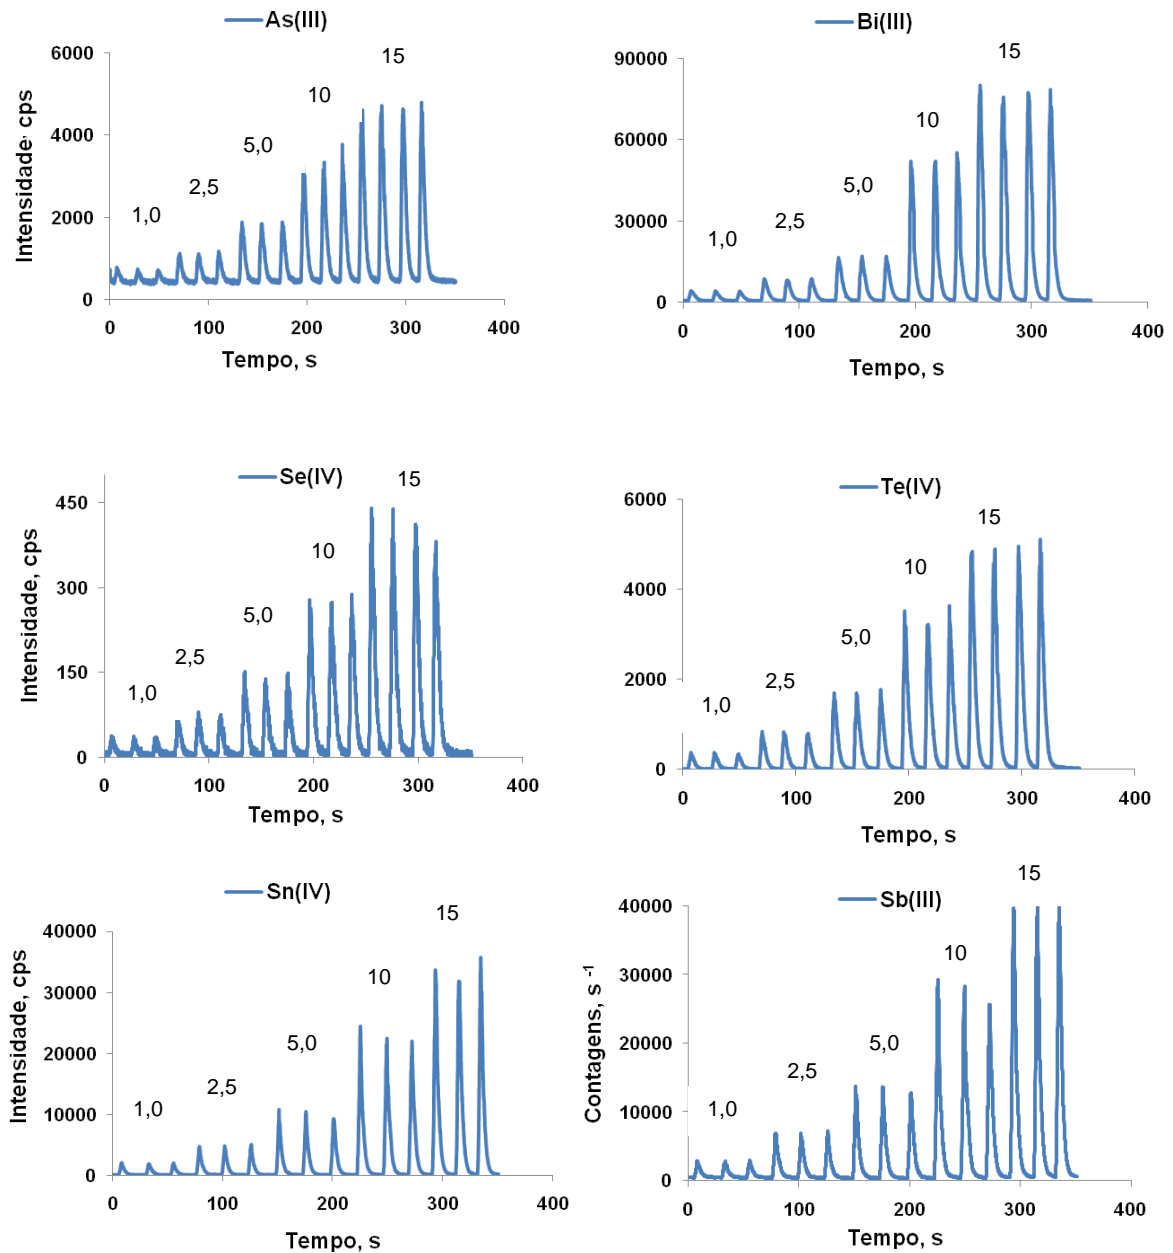 As(III)
6000
15
10
4000
5,0
2,5
2000
1,0
0
0 100 200 300 400
Intensidade, cps
Tempo, s
Bi(III)
90000
15
10
60000
5,0
2,5
1,0
30000
0
0 100 200 300 400
Tempo, s
Se(IV)
15
450
10
300
5,0
2,5
150
1,0
0
0 100 200 300 400
Intensidade, cps
Tempo, s
Te(IV)
6000
15
10
4000
5,0
2,5
2000
1,0
0
0 100 200 300 400
Tempo, s
Sn(IV)
15
40000
10
30000
5,0
20000
2,5
1,0
10000
0
0 100 200 300 400
Intensidade, cps
Tempo, s
15
Sb(III)
40000
10
30000
5,0
20000
2,5
1,0
10000
0
0 100 200 300 400
Contagens, s -1
Tempo, s